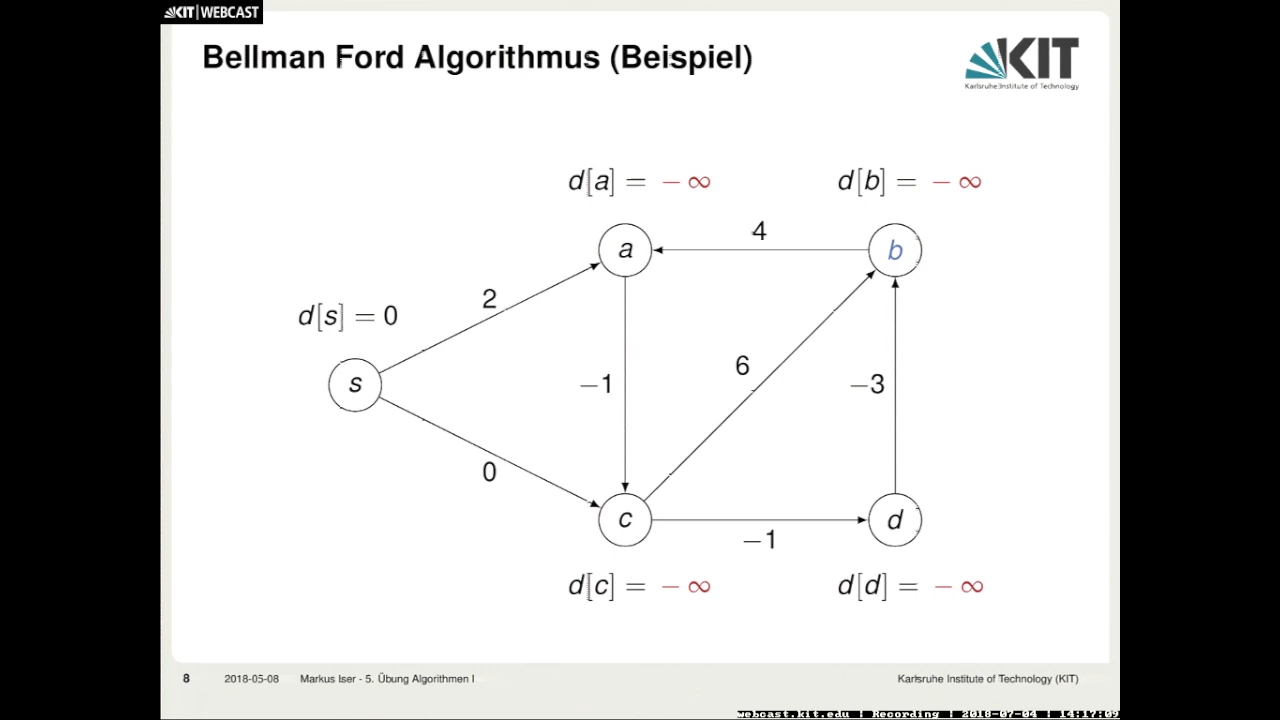 KIT WEBCAST
Bellman Ford Algorithmus (Beispiel)
KIT
Karlsruhe Institute of Technology
d[a] = − ∞
d[b] = − ∞
4
a
b
2
d[s] = 0
6
−1
−3
s
0
c
d
−1
d[c] = − ∞
d[d] = − ∞
8 2018-05-08 Markus Iser - 5. Übung Algorithmen I Karlsruhe Institute of Technology (KIT)
webcast.kit.edu | Recording | 2018-07-04 | 14:17:09